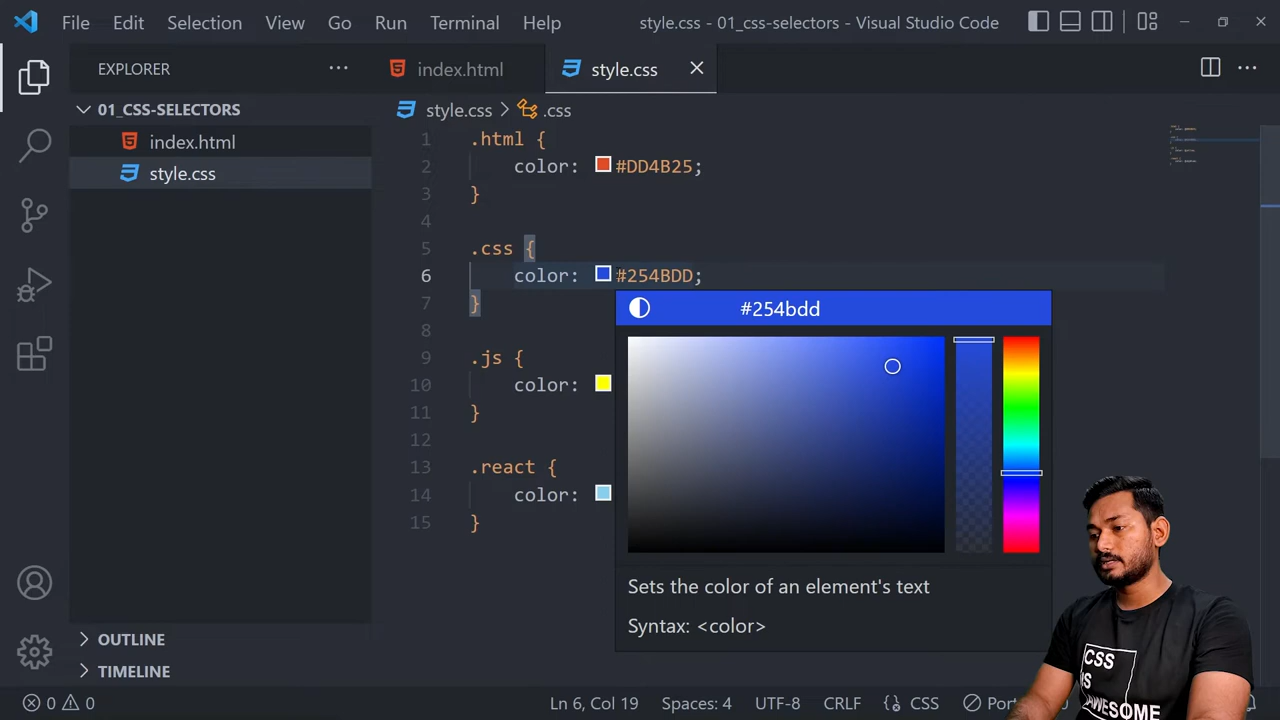 File Edit Selection View Go Run Terminal Help style.css - 01_css-selectors - Visual Studio Code
EXPLORER
index.html style.css
01_CSS-SELECTORS
style.css > .css
index.html
style.css
1 .html {
2 color: #DD4B25;
3 }
4
5 .css {
6 color: #254BDD;
7 }
8
9 .js {
10 color:
11 }
12
13 .react {
14 color:
15 }
#254bdd
Sets the color of an element's text
Syntax: <color>
OUTLINE
TIMELINE
CSS
IS
AWESOME
0 0 Ln 6, Col 19 Spaces: 4 UTF-8 CRLF {} CSS Port